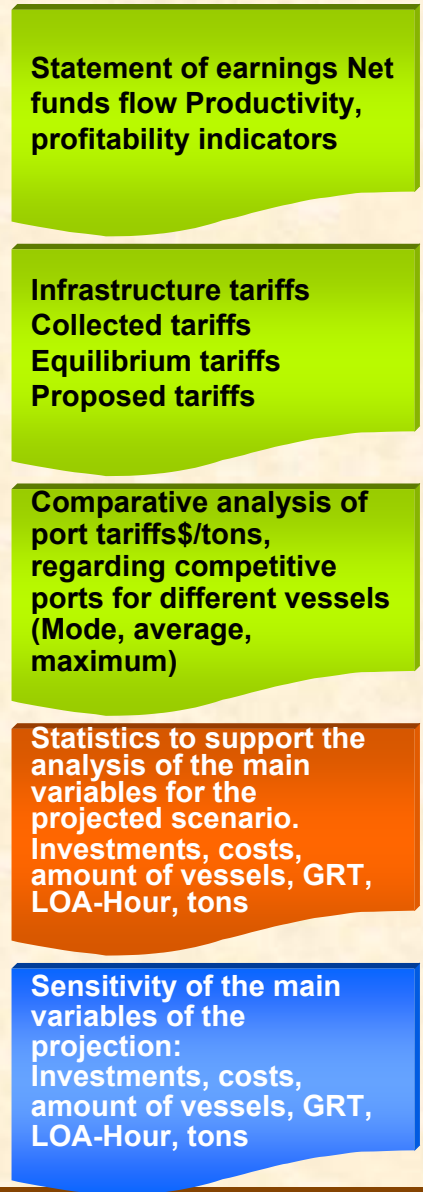 Statement of earnings Net
funds flow Productivity,
profitability indicators
Infrastructure tariffs
Collected tariffs
Equilibrium tariffs
Proposed tariffs
Comparative analysis of
port tariffs$/tons,
regarding competitive
ports for different vessels
(Mode, average,
maximum)
Statistics to support the
analysis of the main
variables for the
projected scenario.
Investments, costs,
amount of vessels, GRT,
LOA-Hour, tons
Sensitivity of the main
variables of the
projection:
Investments, costs,
amount of vessels, GRT,
LOA-Hour, tons